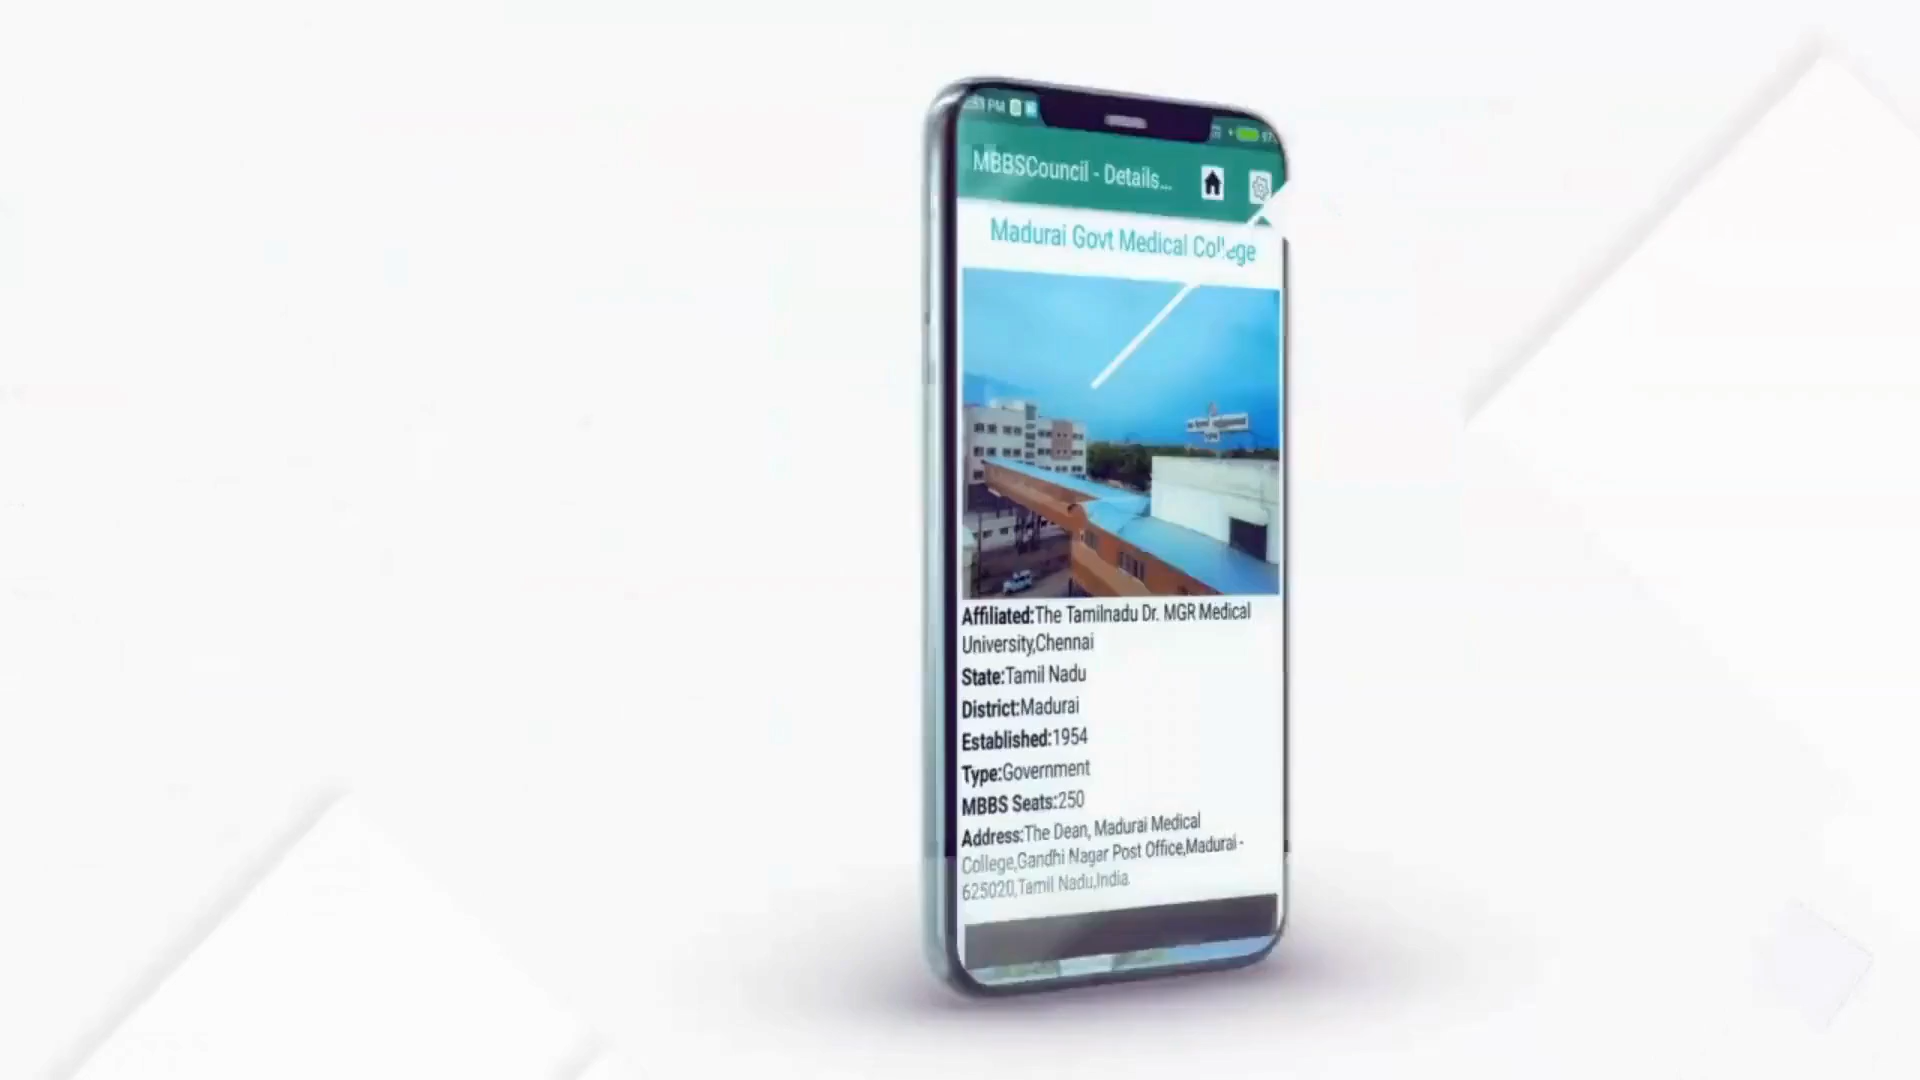 MBBSCouncil - Details...
Madurai Govt Medical College
Affiliated:The Tamilnadu Dr. MGR Medical
University,Chennai
State:Tamil Nadu
District:Madurai
Established:1954
Type:Government
MBBS Seats:250
Address:The Dean, Madurai Medical
College,Gandhi Nagar Post Office,Madurai -
625020,Tamil Nadu,India